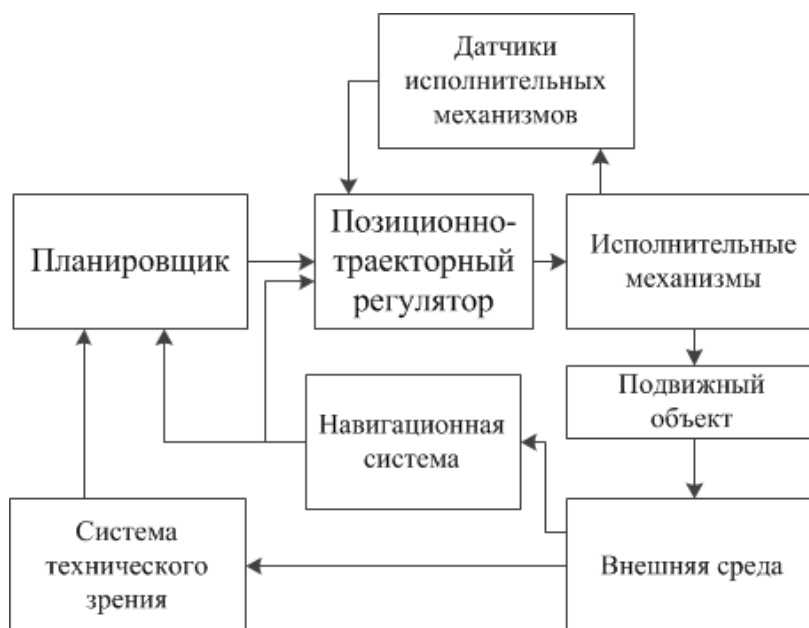 Датчики
исполнительных
механизмов
Планировщик
Позиционно-
траекторный
регулятор
Исполнительные
механизмы
Подвижный
объект
Навигационная
система
Система
технического
зрения
Внешняя среда